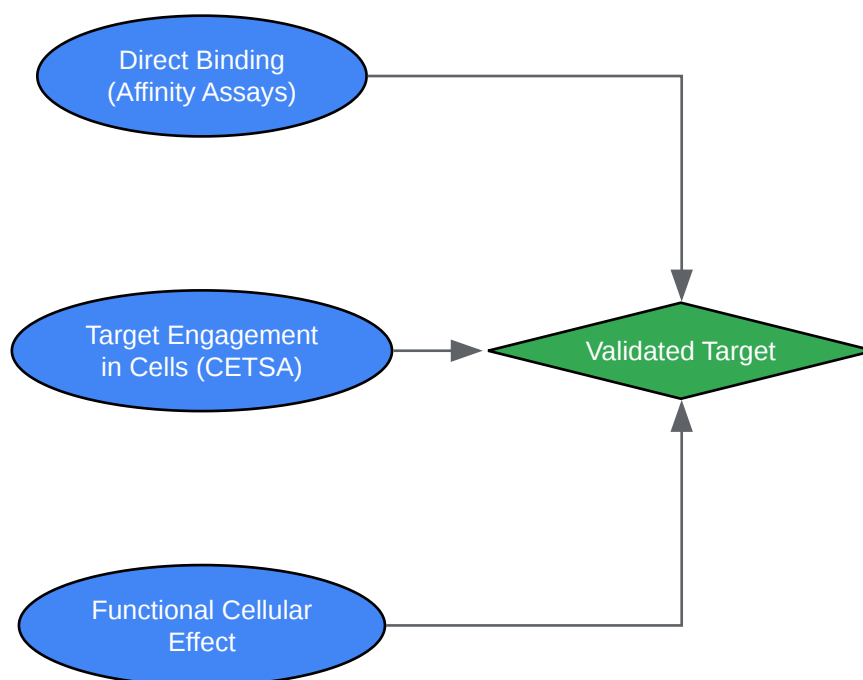 Direct Binding
(Affinity Assays)
Target Engagement
in Cells (CETSA)
Validated Target
Functional Cellular
Effect